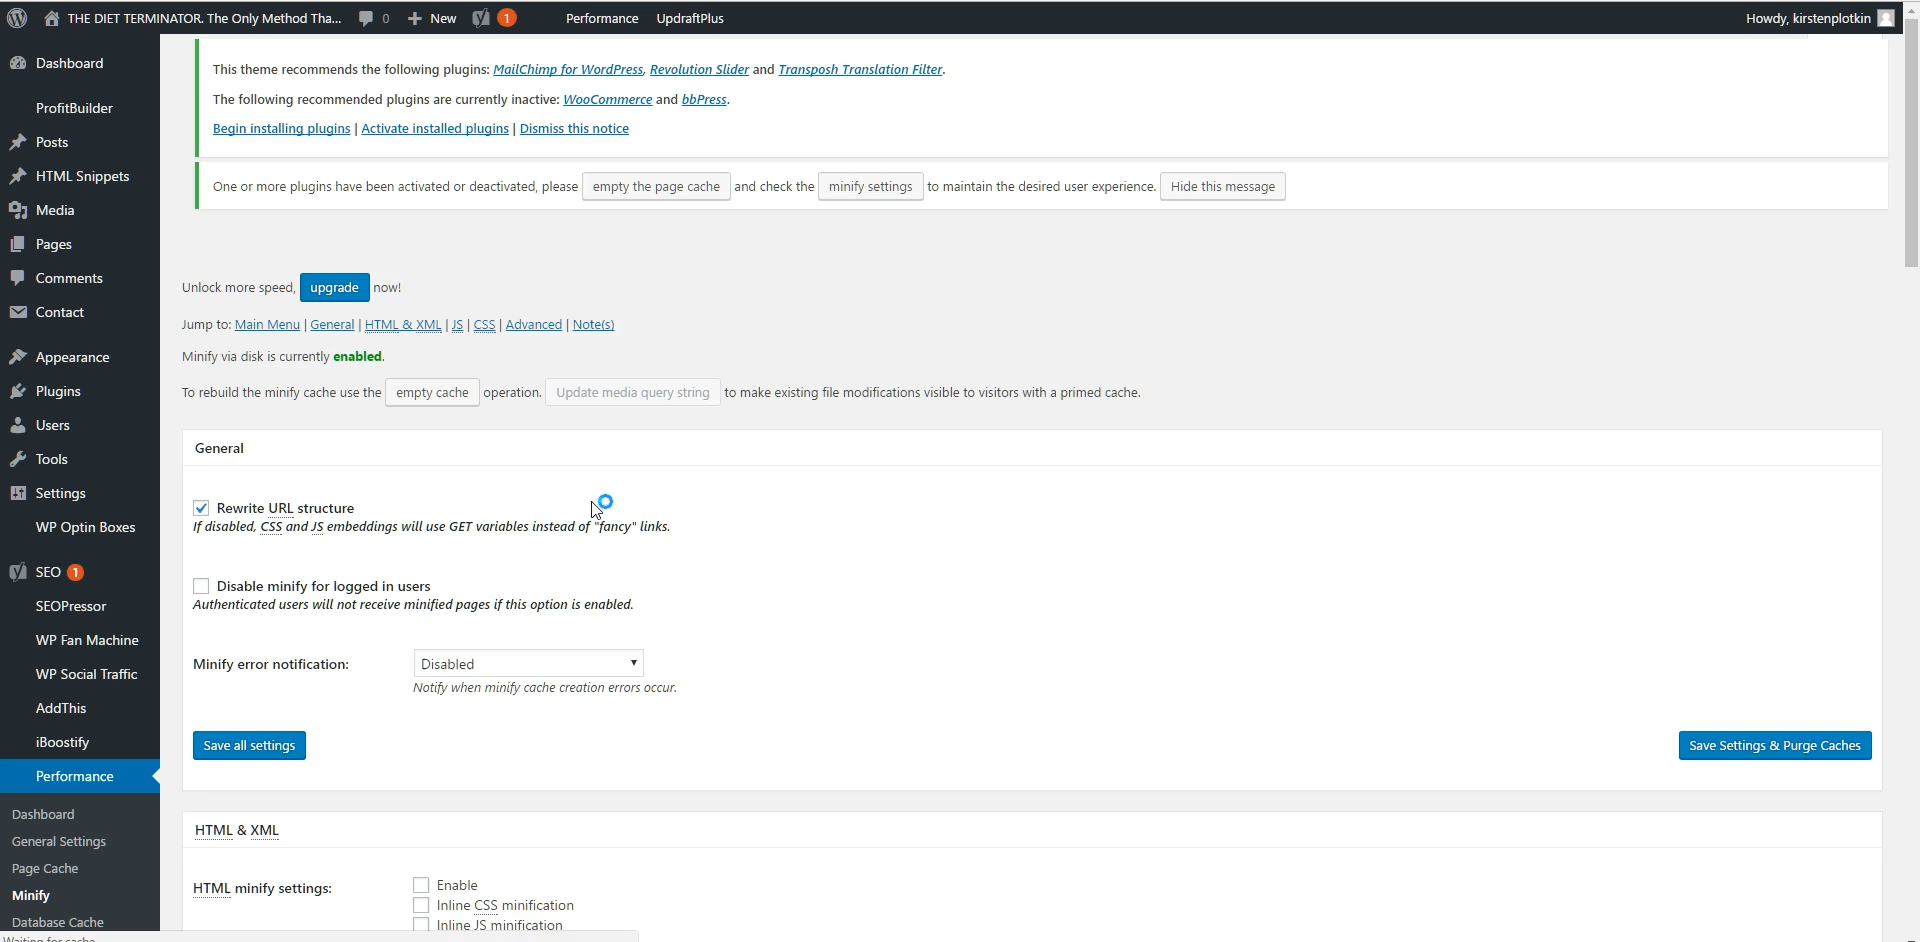 THE DIET TERMINATOR. The Only Method Tha... 0 New 1 Performance UpdraftPlus Howdy, kirstenplotkin
Dashboard
ProfitBuilder
Posts
HTML Snippets
Media
Pages
Comments
Contact
Appearance
Plugins
Users
Tools
Settings
WP Optin Boxes
SEO 1
SEOPressor
WP Fan Machine
WP Social Traffic
AddThis
iBoostify
Performance
Dashboard
General Settings
Page Cache
Minify
Database Cache
This theme recommends the following plugins: MailChimp for WordPress, Revolution Slider and Transposh Translation Filter.
The following recommended plugins are currently inactive: WooCommerce and bbPress.
Begin installing plugins | Activate installed plugins | Dismiss this notice
One or more plugins have been activated or deactivated, please empty the page cache and check the minify settings to maintain the desired user experience. Hide this message
Unlock more speed, upgrade now!
Jump to: Main Menu | General | HTML & XML | JS | CSS | Advanced | Note(s)
Minify via disk is currently enabled.
To rebuild the minify cache use the empty cache operation. Update media query string to make existing file modifications visible to visitors with a primed cache.
General
Rewrite URL structure
If disabled, CSS and JS embeddings will use GET variables instead of "fancy" links.
Disable minify for logged in users
Authenticated users will not receive minified pages if this option is enabled.
Minify error notification: Disabled
Notify when minify cache creation errors occur.
Save all settings Save Settings & Purge Caches
HTML & XML
HTML minify settings: Enable
Inline CSS minification
Inline JS minification
Waiting for cache